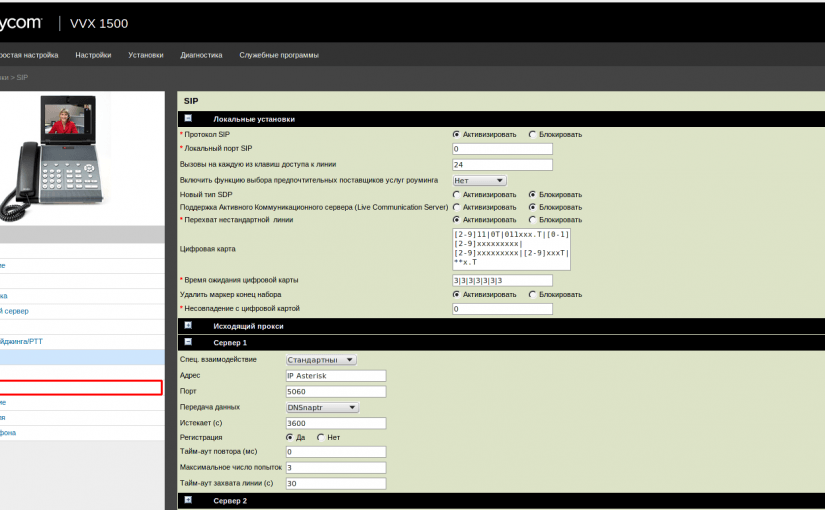 ycom
VVX 1500
ростая настройка Настройки Установки Диагностика Служебные программы
ки > SIP
SIP
Локальные установки
* Протокол SIP Активизировать Блокировать
* Локальный порт SIP 0
Вызовы на каждую из клавиш доступа к линии 24
Включить функцию выбора предпочтительных поставщиков услуг роуминга Нет
Новый тип SDP Активизировать Блокировать
Поддержка Активного Коммуникационного сервера (Live Communication Server) Активизировать Блокировать
* Перехват нестандартной линии Активизировать Блокировать
Цифровая карта
[2-9]11|0T|011xxx.T|[0-1]
[2-9]xxxxxxxxx|
[2-9]xxxxxxxxx|[2-9]xxxT|
**x.T
* Время ожидания цифровой карты 3|3|3|3|3|3
Удалить маркер конец набора Активизировать Блокировать
* Несовпадение с цифровой картой 0
Исходящий прокси
Сервер 1
Спец. взаимодействие Стандартны
Адрес IP Asterisk
Порт 5060
Передача данных DNSnaptr
Истекает (с) 3600
Регистрация Да Нет
Тайм-аут повтора (мс) 0
Максимальное число попыток 3
Тайм-аут захвата линии (с) 30
Сервер 2
ие
ка
й сервер
йджинга/PTT
ие
ия
фона